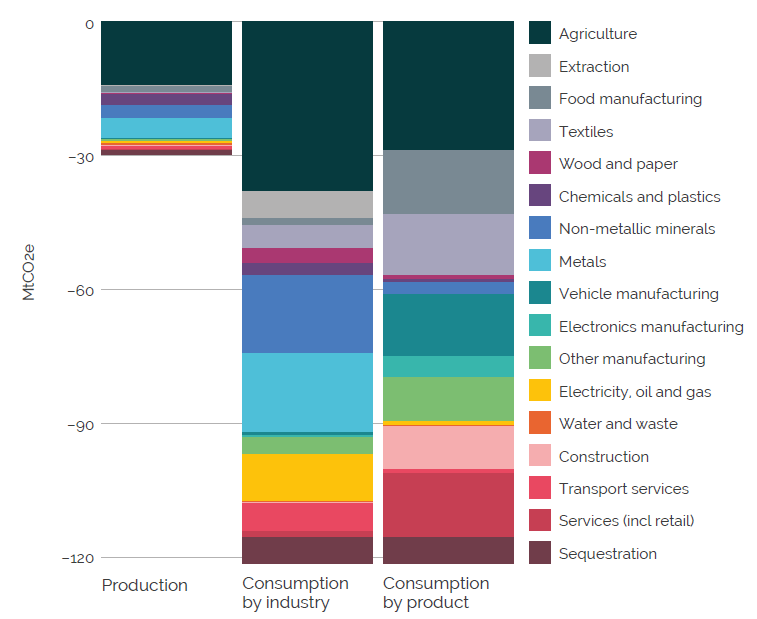 0
−30
−60
−90
−120
MtCO2e
Production
Consumption
by industry
Consumption
by product
Agriculture
Extraction
Food manufacturing
Textiles
Wood and paper
Chemicals and plastics
Non-metallic minerals
Metals
Vehicle manufacturing
Electronics manufacturing
Other manufacturing
Electricity, oil and gas
Water and waste
Construction
Transport services
Services (incl retail)
Sequestration